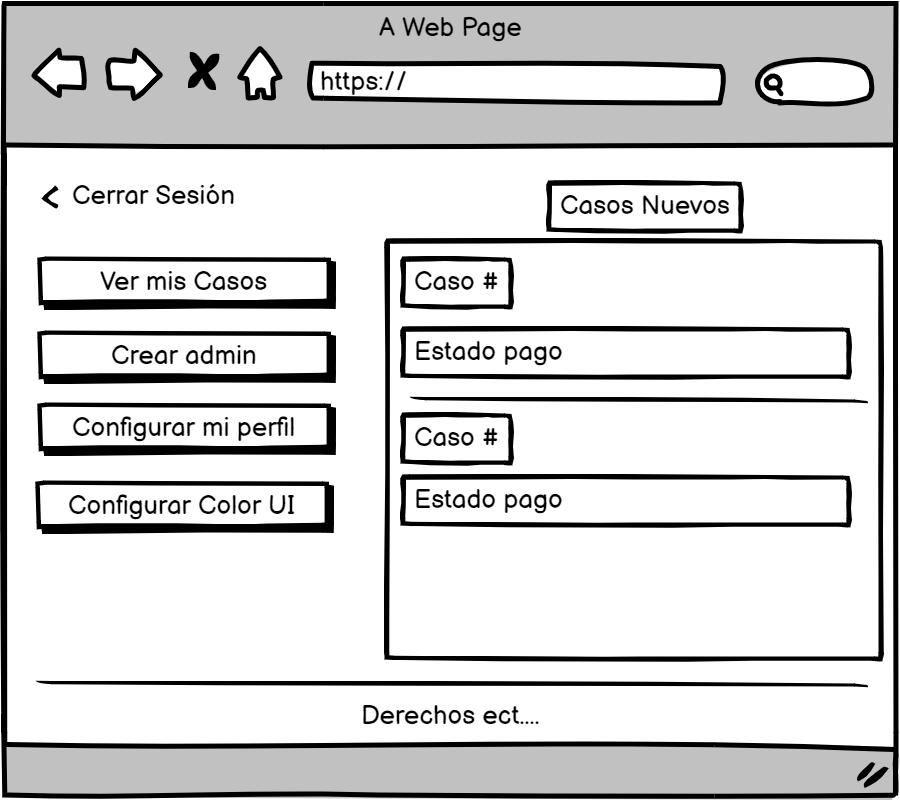 A Web Page
https://
Cerrar Sesión
Casos Nuevos
Ver mis Casos
Crear admin
Configurar mi perfil
Configurar Color UI
Caso #
Estado pago
Caso #
Estado pago
Derechos ect....